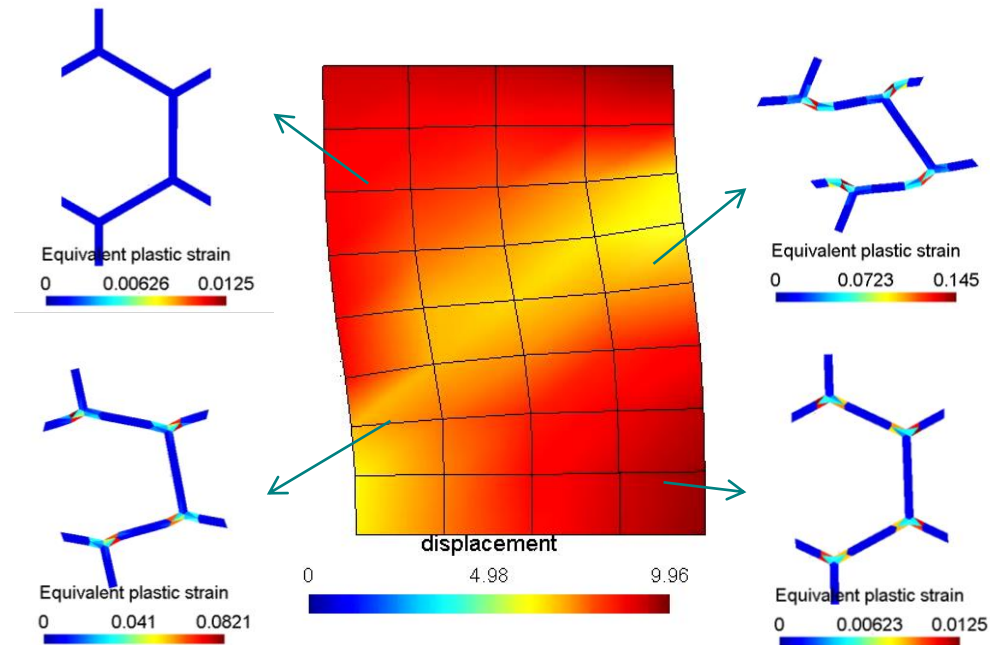 Equivalent plastic strain
0 0.00626 0.0125
Equivalent plastic strain
0 0.0723 0.145
displacement
0 4.98 9.96
Equivalent plastic strain
0 0.041 0.0821
Equivalent plastic strain
0 0.00623 0.0125